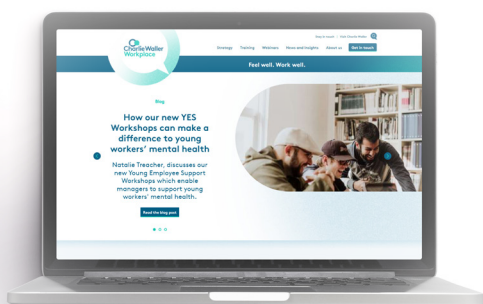 Stay in touch
Visit Charlie Waller
CharlieWaller
Workplace
Strategy Training Webinars News and Insights About us Get in touch
Feel well. Work well.
Blog
How our new YES
Workshops can make a
difference to young
workers' mental health
Natalie Treacher, discusses our
new Young Employee Support
Workshops which enable
managers to support young
workers' mental health.
Read the blog post